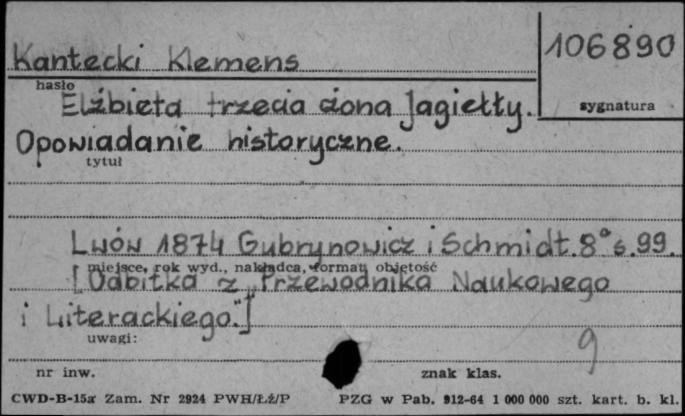 Kantecki Klemens
106890
hasło
sygnatura
Elżbieta trzecia żona Jagiełły.
Opowiadanie historyczne.
tytuł
Lwów 1874 Gubrynowicz i Schmidt. 8° s. 99.
miejsce, rok wyd., nakładca, format, objętość
[Odbitka z „Przewodnika Naukowego
i Literackiego."]
uwagi:
9
nr inw.
znak klas.
CWD-B-15a Zam. Nr 2924 PWH/Łż/P PZG w Pab. 912-64 1 000 000 szt. kart. b. kl.